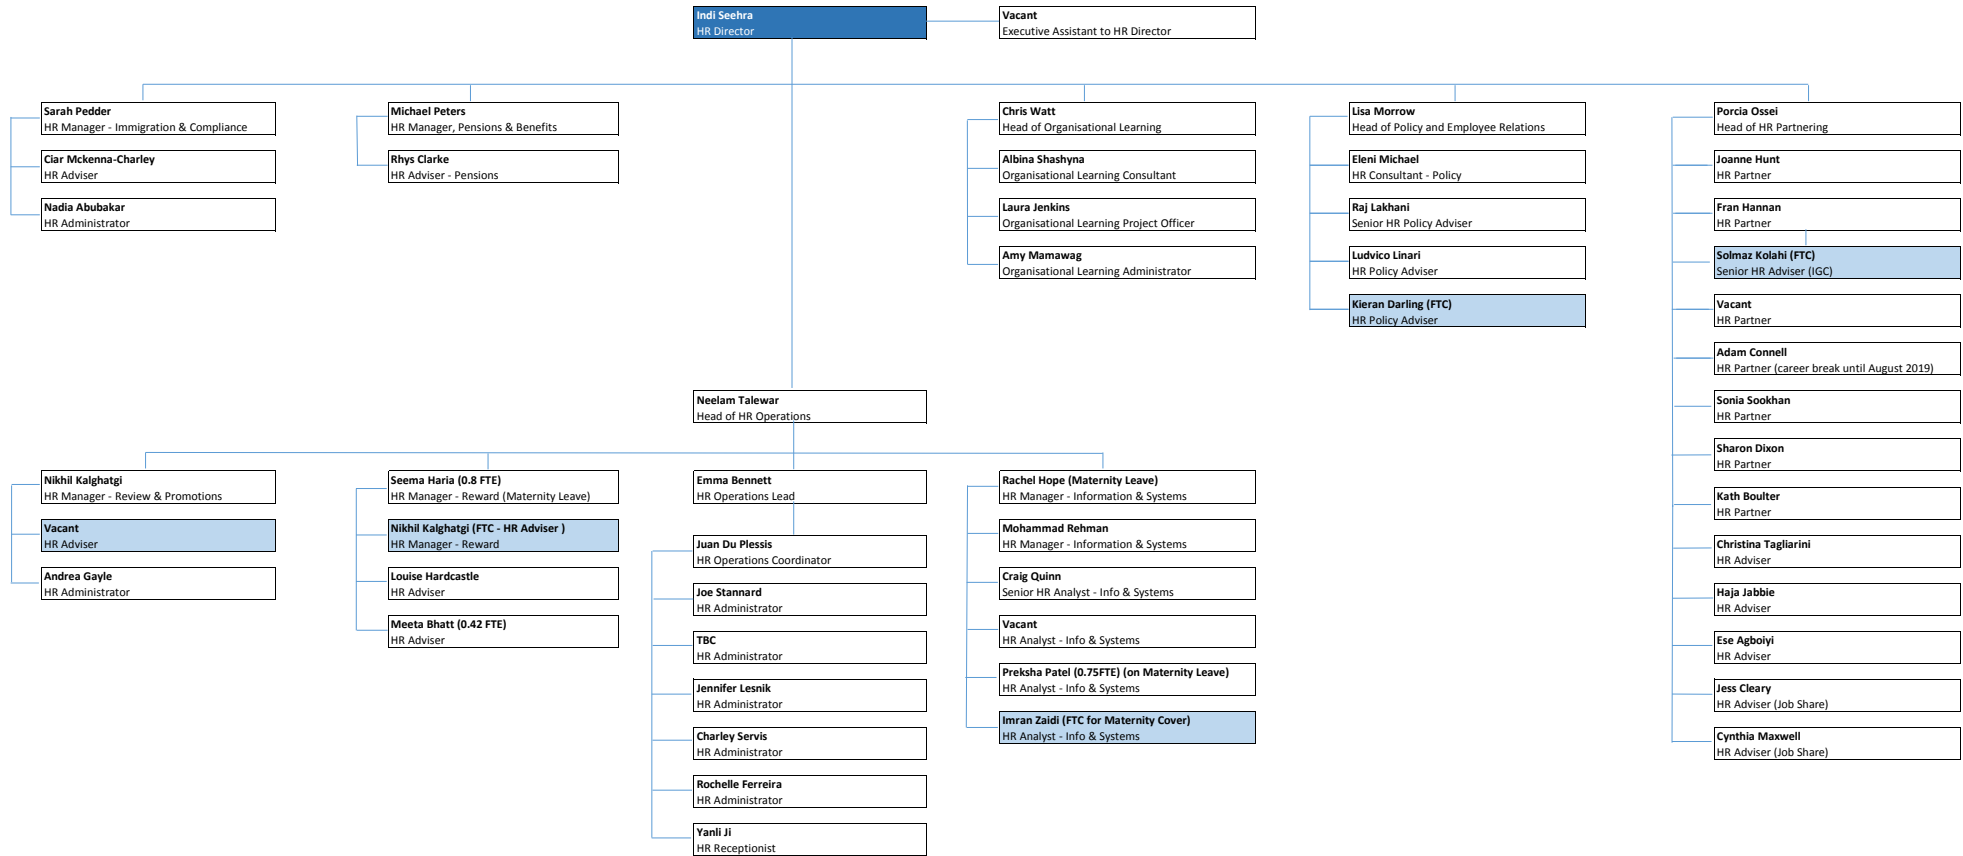 Indi Seehra
HR Director
Vacant
Executive Assistant to HR Director
Sarah Pedder
HR Manager - Immigration & Compliance
Ciar Mckenna-Charley
HR Adviser
Nadia Abubakar
HR Administrator
Michael Peters
HR Manager, Pensions & Benefits
Rhys Clarke
HR Adviser - Pensions
Chris Watt
Head of Organisational Learning
Albina Shashyna
Organisational Learning Consultant
Laura Jenkins
Organisational Learning Project Officer
Amy Mamawag
Organisational Learning Administrator
Lisa Morrow
Head of Policy and Employee Relations
Eleni Michael
HR Consultant - Policy
Raj Lakhani
Senior HR Policy Adviser
Ludvico Linari
HR Policy Adviser
Kieran Darling (FTC)
HR Policy Adviser
Porcia Ossei
Head of HR Partnering
Joanne Hunt
HR Partner
Fran Hannan
HR Partner
Solmaz Kolahi (FTC)
Senior HR Adviser (IGC)
Vacant
HR Partner
Adam Connell
HR Partner (career break until August 2019)
Sonia Sookhan
HR Partner
Sharon Dixon
HR Partner
Kath Boulter
HR Partner
Christina Tagliarini
HR Adviser
Haja Jabbie
HR Adviser
Ese Agboiyi
HR Adviser
Jess Cleary
HR Adviser (Job Share)
Cynthia Maxwell
HR Adviser (Job Share)
Neelam Talewar
Head of HR Operations
Nikhil Kalghatgi
HR Manager - Review & Promotions
Vacant
HR Adviser
Andrea Gayle
HR Administrator
Seema Haria (0.8 FTE)
HR Manager - Reward (Maternity Leave)
Nikhil Kalghatgi (FTC - HR Adviser )
HR Manager - Reward
Louise Hardcastle
HR Adviser
Meeta Bhatt (0.42 FTE)
HR Adviser
Emma Bennett
HR Operations Lead
Juan Du Plessis
HR Operations Coordinator
Joe Stannard
HR Administrator
TBC
HR Administrator
Jennifer Lesnik
HR Administrator
Charley Servis
HR Administrator
Rochelle Ferreira
HR Administrator
Yanli Ji
HR Receptionist
Rachel Hope (Maternity Leave)
HR Manager - Information & Systems
Mohammad Rehman
HR Manager - Information & Systems
Craig Quinn
Senior HR Analyst - Info & Systems
Vacant
HR Analyst - Info & Systems
Preksha Patel (0.75FTE) (on Maternity Leave)
HR Analyst - Info & Systems
Imran Zaidi (FTC for Maternity Cover)
HR Analyst - Info & Systems